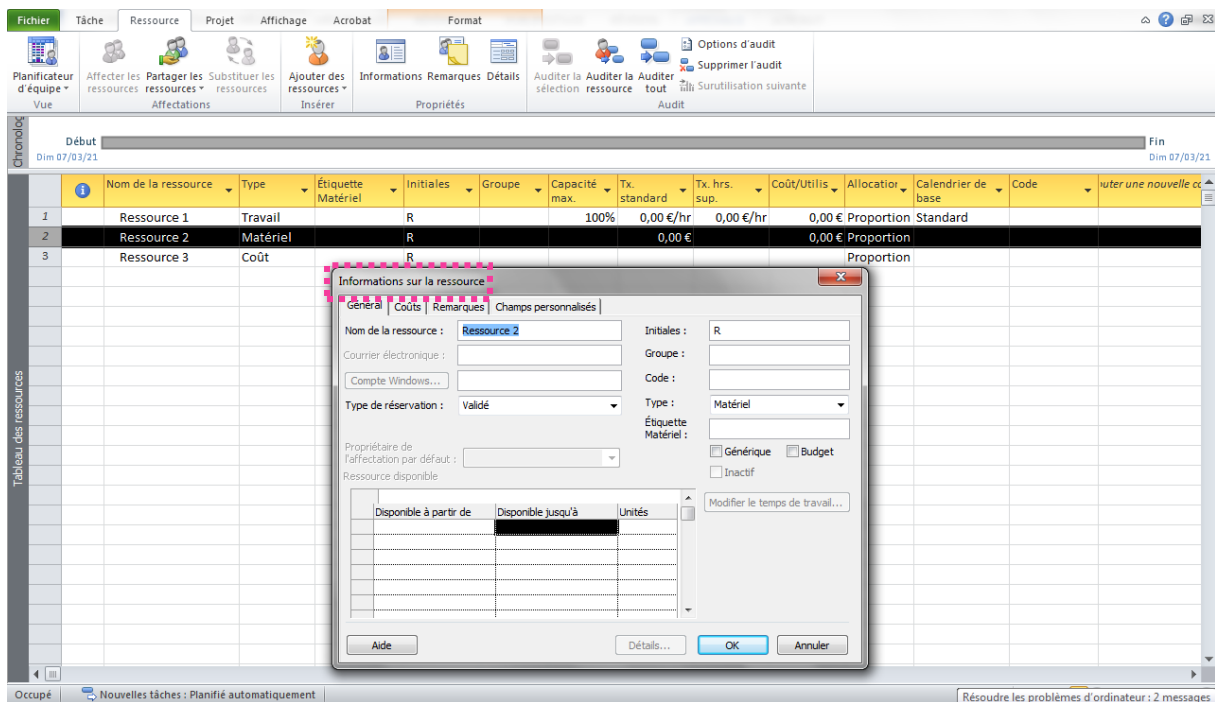 Fichier Tâche Ressource Projet Affichage Acrobat Format
Planificateur d'équipe
Vue
Affecter les ressources
Partager les ressources
Substituer les ressources
Affectations
Ajouter des ressources
Insérer
Informations Remarques Détails
Propriétés
Auditer la sélection
Auditer la ressource
Auditer tout
Options d'audit
Supprimer l'audit
Surutilisation suivante
Audit
Chronolog
Début
Dim 07/03/21
Fin
Dim 07/03/21
Tableau des ressources
Nom de la ressource Type Étiquette Matériel Initiales Groupe Capacité max. Tx. standard Tx. hrs. sup. Coût/Utilis Allocation Calendrier de base Code uter une nouvelle co
1 Ressource 1 Travail R 100% 0,00 €/hr 0,00 €/hr 0,00 € Proportion Standard
2 Ressource 2 Matériel R 0,00 € 0,00 € Proportion
3 Ressource 3 Coût R Proportion
Informations sur la ressource
Général Coûts Remarques Champs personnalisés
Nom de la ressource : Ressource 2 Initiales : R
Courrier électronique : Groupe :
Compte Windows... Code :
Type de réservation : Validé Type : Matériel
Étiquette Matériel :
Propriétaire de l'affectation par défaut :
Générique Budget
Inactif
Ressource disponible
Modifier le temps de travail...
Disponible à partir de Disponible jusqu'à Unités
Aide Détails... OK Annuler
Occupé Nouvelles tâches : Planifié automatiquement
Résoudre les problèmes d'ordinateur : 2 messages